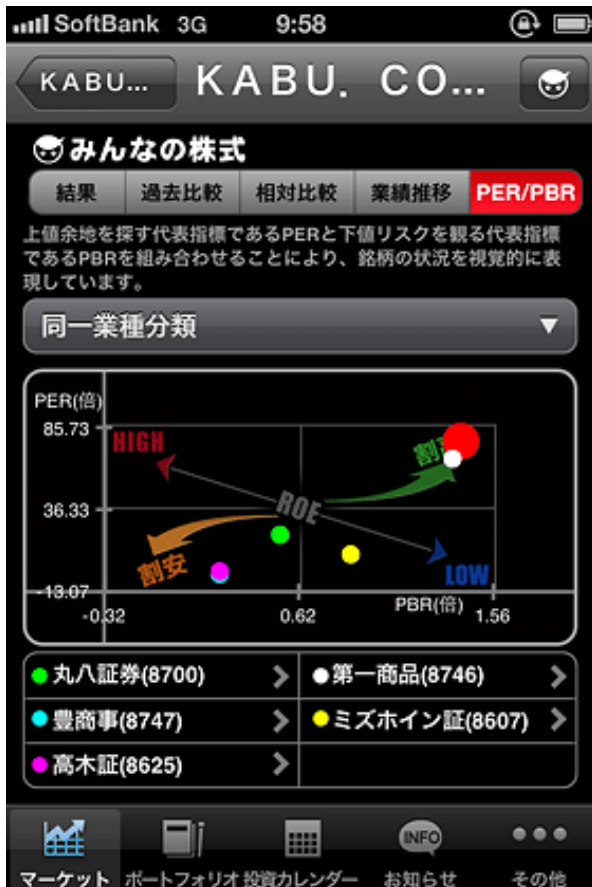 SoftBank 3G 9:58
KABU... KABU. CO...
みんなの株式
結果 過去比較 相対比較 業績推移 PER/PBR
上値余地を探す代表指標であるPERと下値リスクを観る代表指標
であるPBRを組み合わせることにより、銘柄の状況を視覚的に表
現しています。
同一業種分類
PER(倍)
85.73
HIGH
割
36.33
ROE
割安
LOW
-13.07
PBR(倍)
-0.32 0.62 1.56
丸八証券(8700) 第一商品(8746)
豊商事(8747) ミズホイン証(8607)
高木証(8625)
INFO
マーケット ポートフォリオ 投資カレンダー お知らせ その他